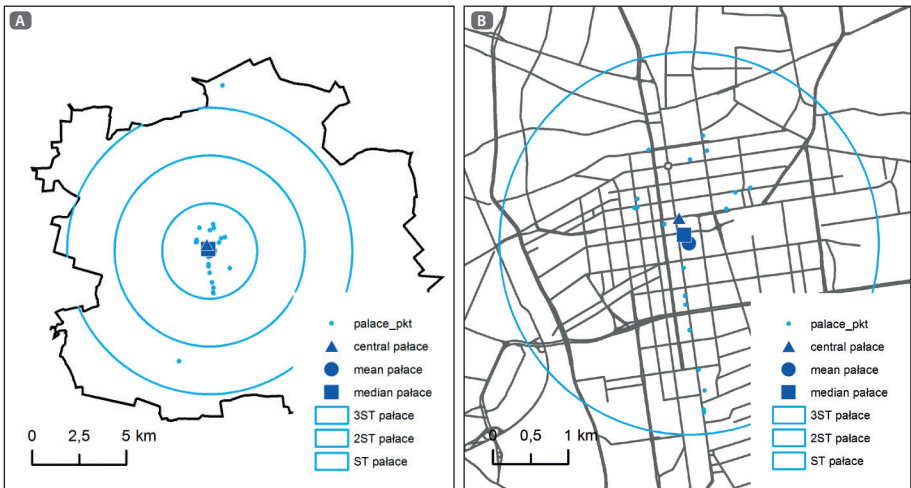 A
palace_pkt
central pałace
mean pałace
median pałace
3ST pałace
2ST pałace
ST pałace
0 2,5 5 km
B
palace_pkt
central pałace
mean pałace
median pałace
3ST pałace
2ST pałace
ST pałace
0 0,5 1 km